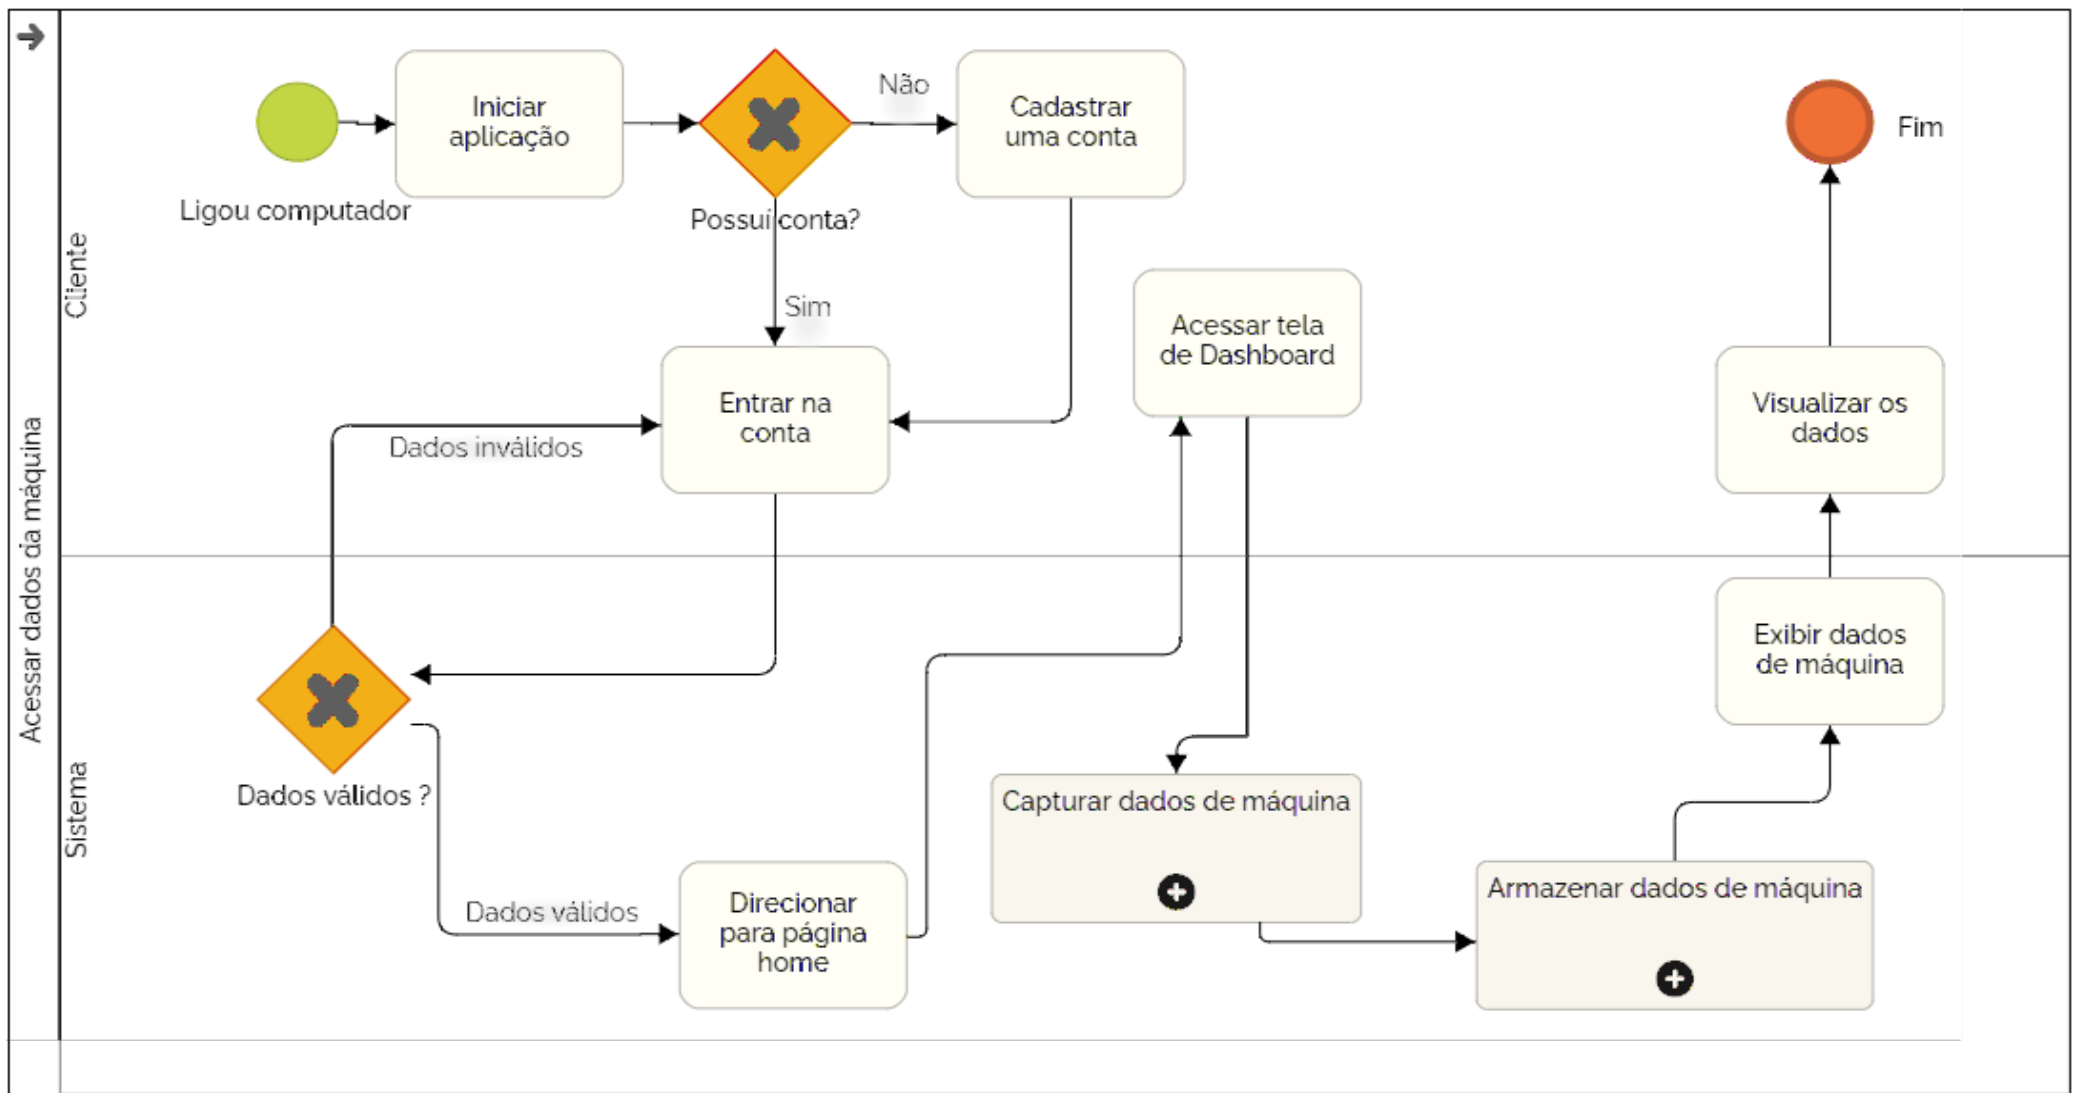 Acessar dados da máquina
Cliente
Ligou computador
Iniciar
aplicação
Possui conta?
Não
Cadastrar
uma conta
Sim
Entrar na
conta
Dados inválidos
Acessar tela
de Dashboard
Visualizar os
dados
Fim
Sistema
Dados válidos ?
Dados válidos
Direcionar
para página
home
Capturar dados de máquina
Armazenar dados de máquina
Exibir dados
de máquina